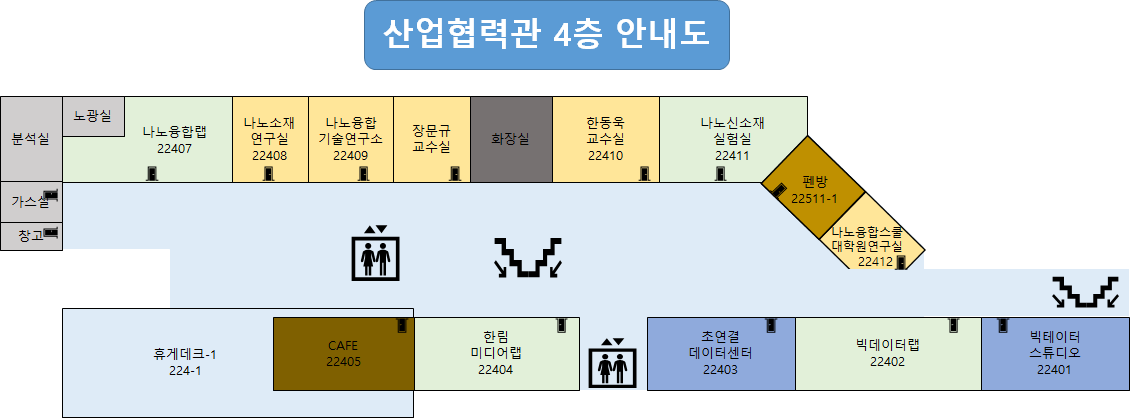 산업협력관 4층 안내도
분석실
노광실
나노융합랩
22407
나노소재
연구실
22408
나노융합
기술연구소
22409
장문규
교수실
화장실
한동욱
교수실
22410
나노신소재
실험실
22411
펜방
22511-1
나노융합스쿨
대학원연구실
22412
가스실
창고
휴게데크-1
224-1
CAFE
22405
한림
미디어랩
22404
초연결
데이터센터
22403
빅데이터랩
22402
빅테이터
스튜디오
22401